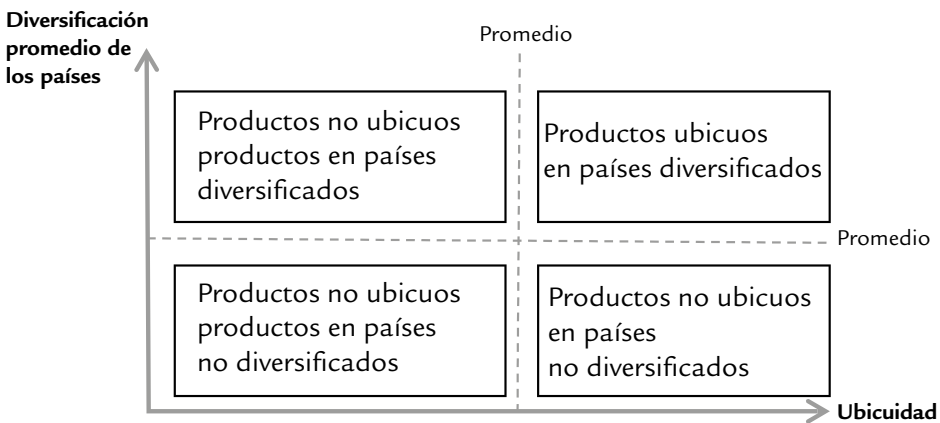 Diversificación
promedio de
los países
Promedio
Productos no ubicuos
productos en países
diversificados
Productos ubicuos
en países diversificados
Promedio
Productos no ubicuos
productos en países
no diversificados
Productos no ubicuos
en países
no diversificados
Ubicuidad